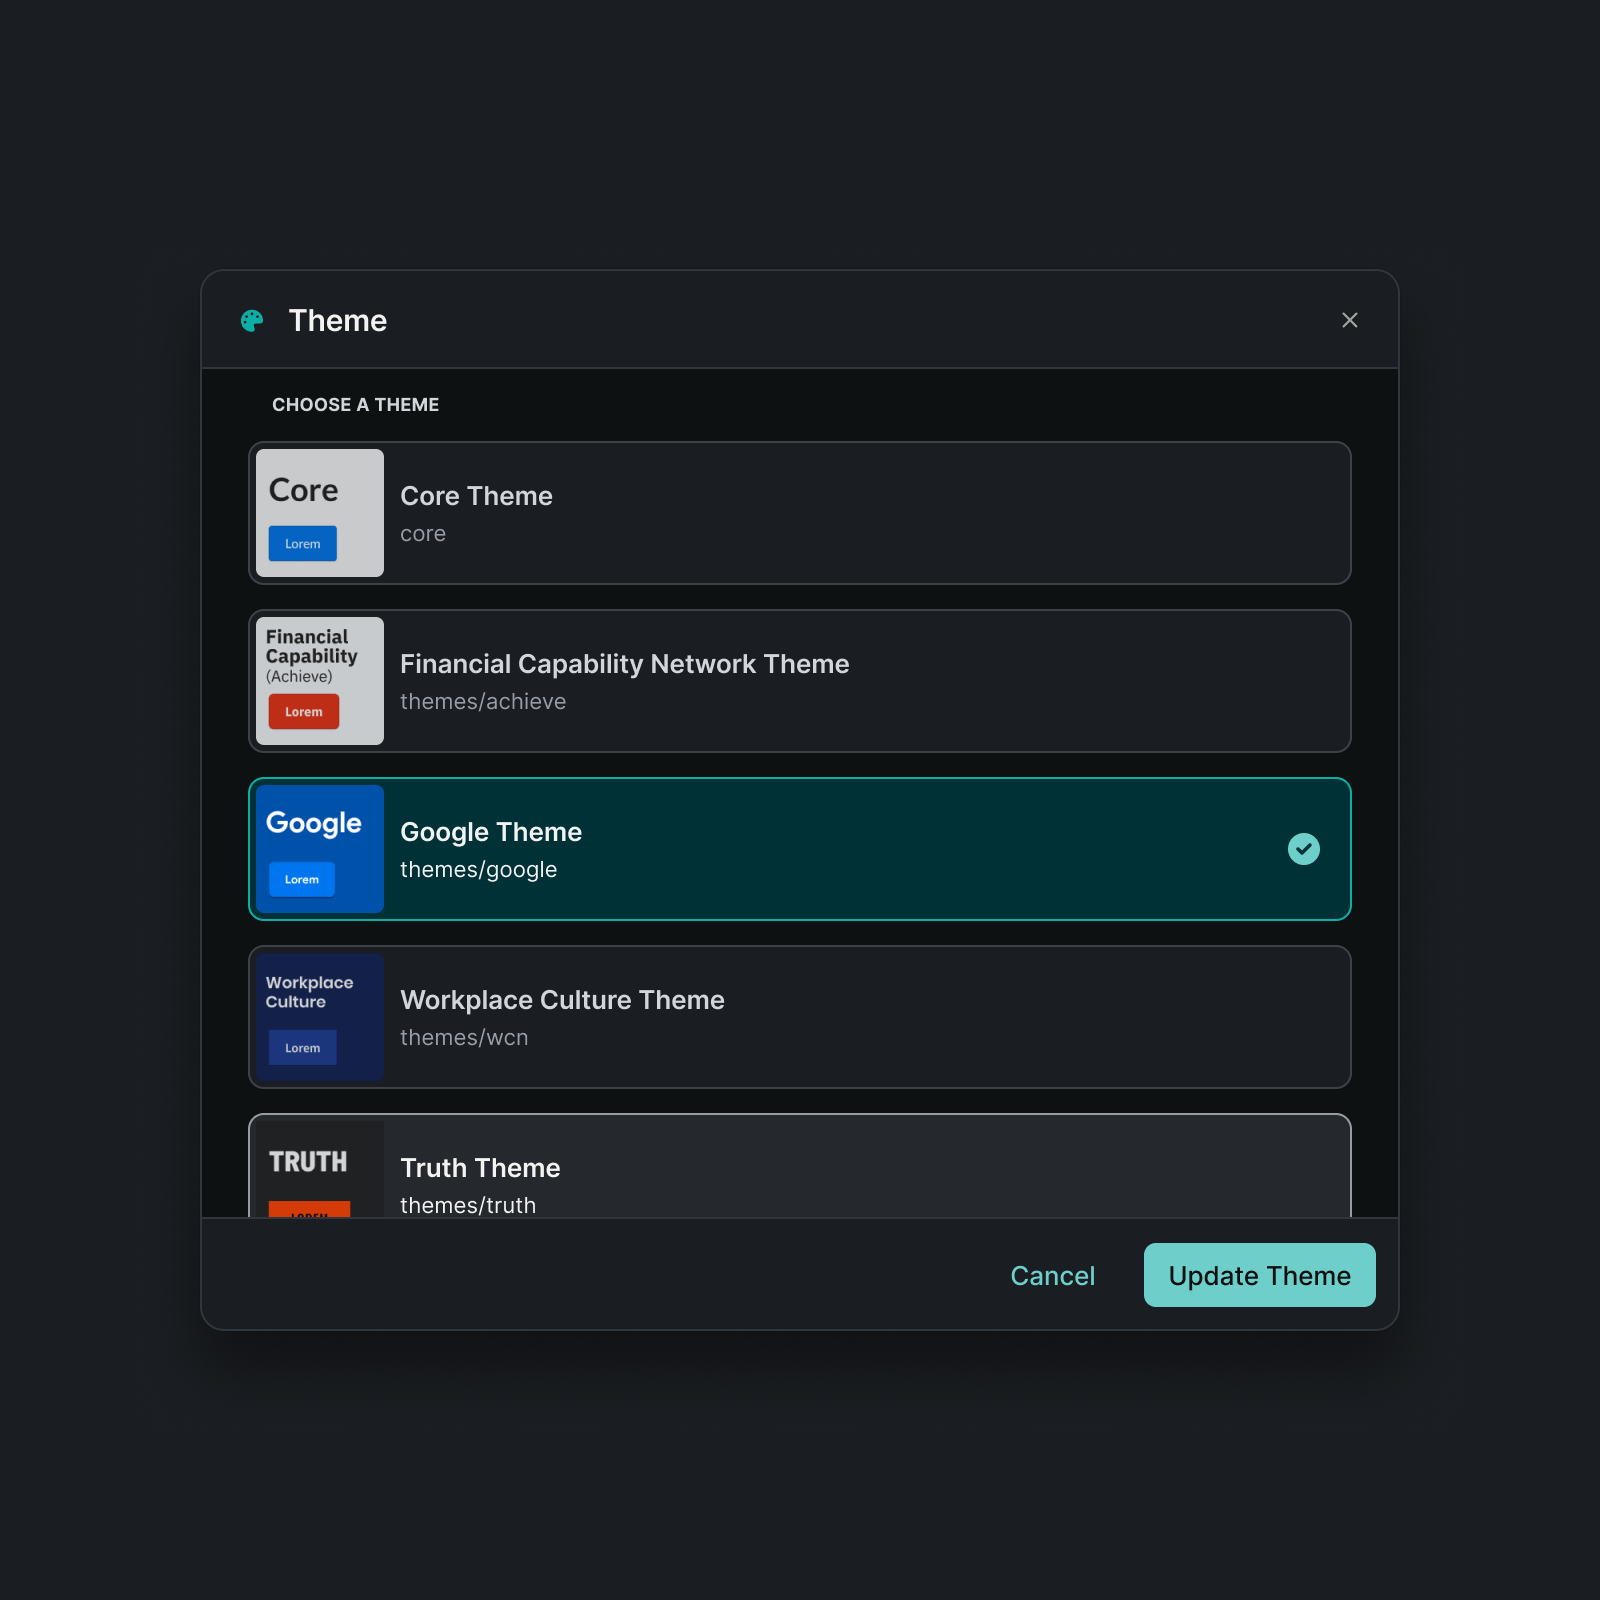 Theme
CHOOSE A THEME
Core
Lorem
Core Theme
core
Financial
Capability
(Achieve)
Lorem
Financial Capability Network Theme
themes/achieve
Google
Lorem
Google Theme
themes/google
Workplace
Culture
Lorem
Workplace Culture Theme
themes/wcn
TRUTH
LOREM
Truth Theme
themes/truth
Cancel
Update Theme